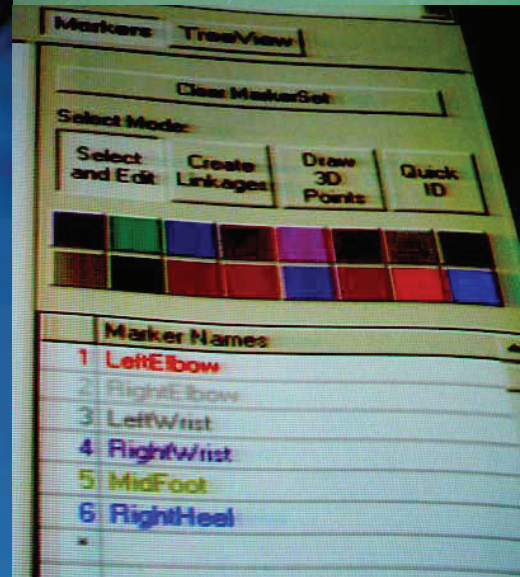 Markers TreeView
Clear MarkerSet
Select Mode:
Select and Edit
Create Linkages
Draw 3D Points
Quick ID
Marker Names
1 LeftElbow
2 RightElbow
3 LeftWrist
4 RightWrist
5 MidFoot
6 RightHeel
*